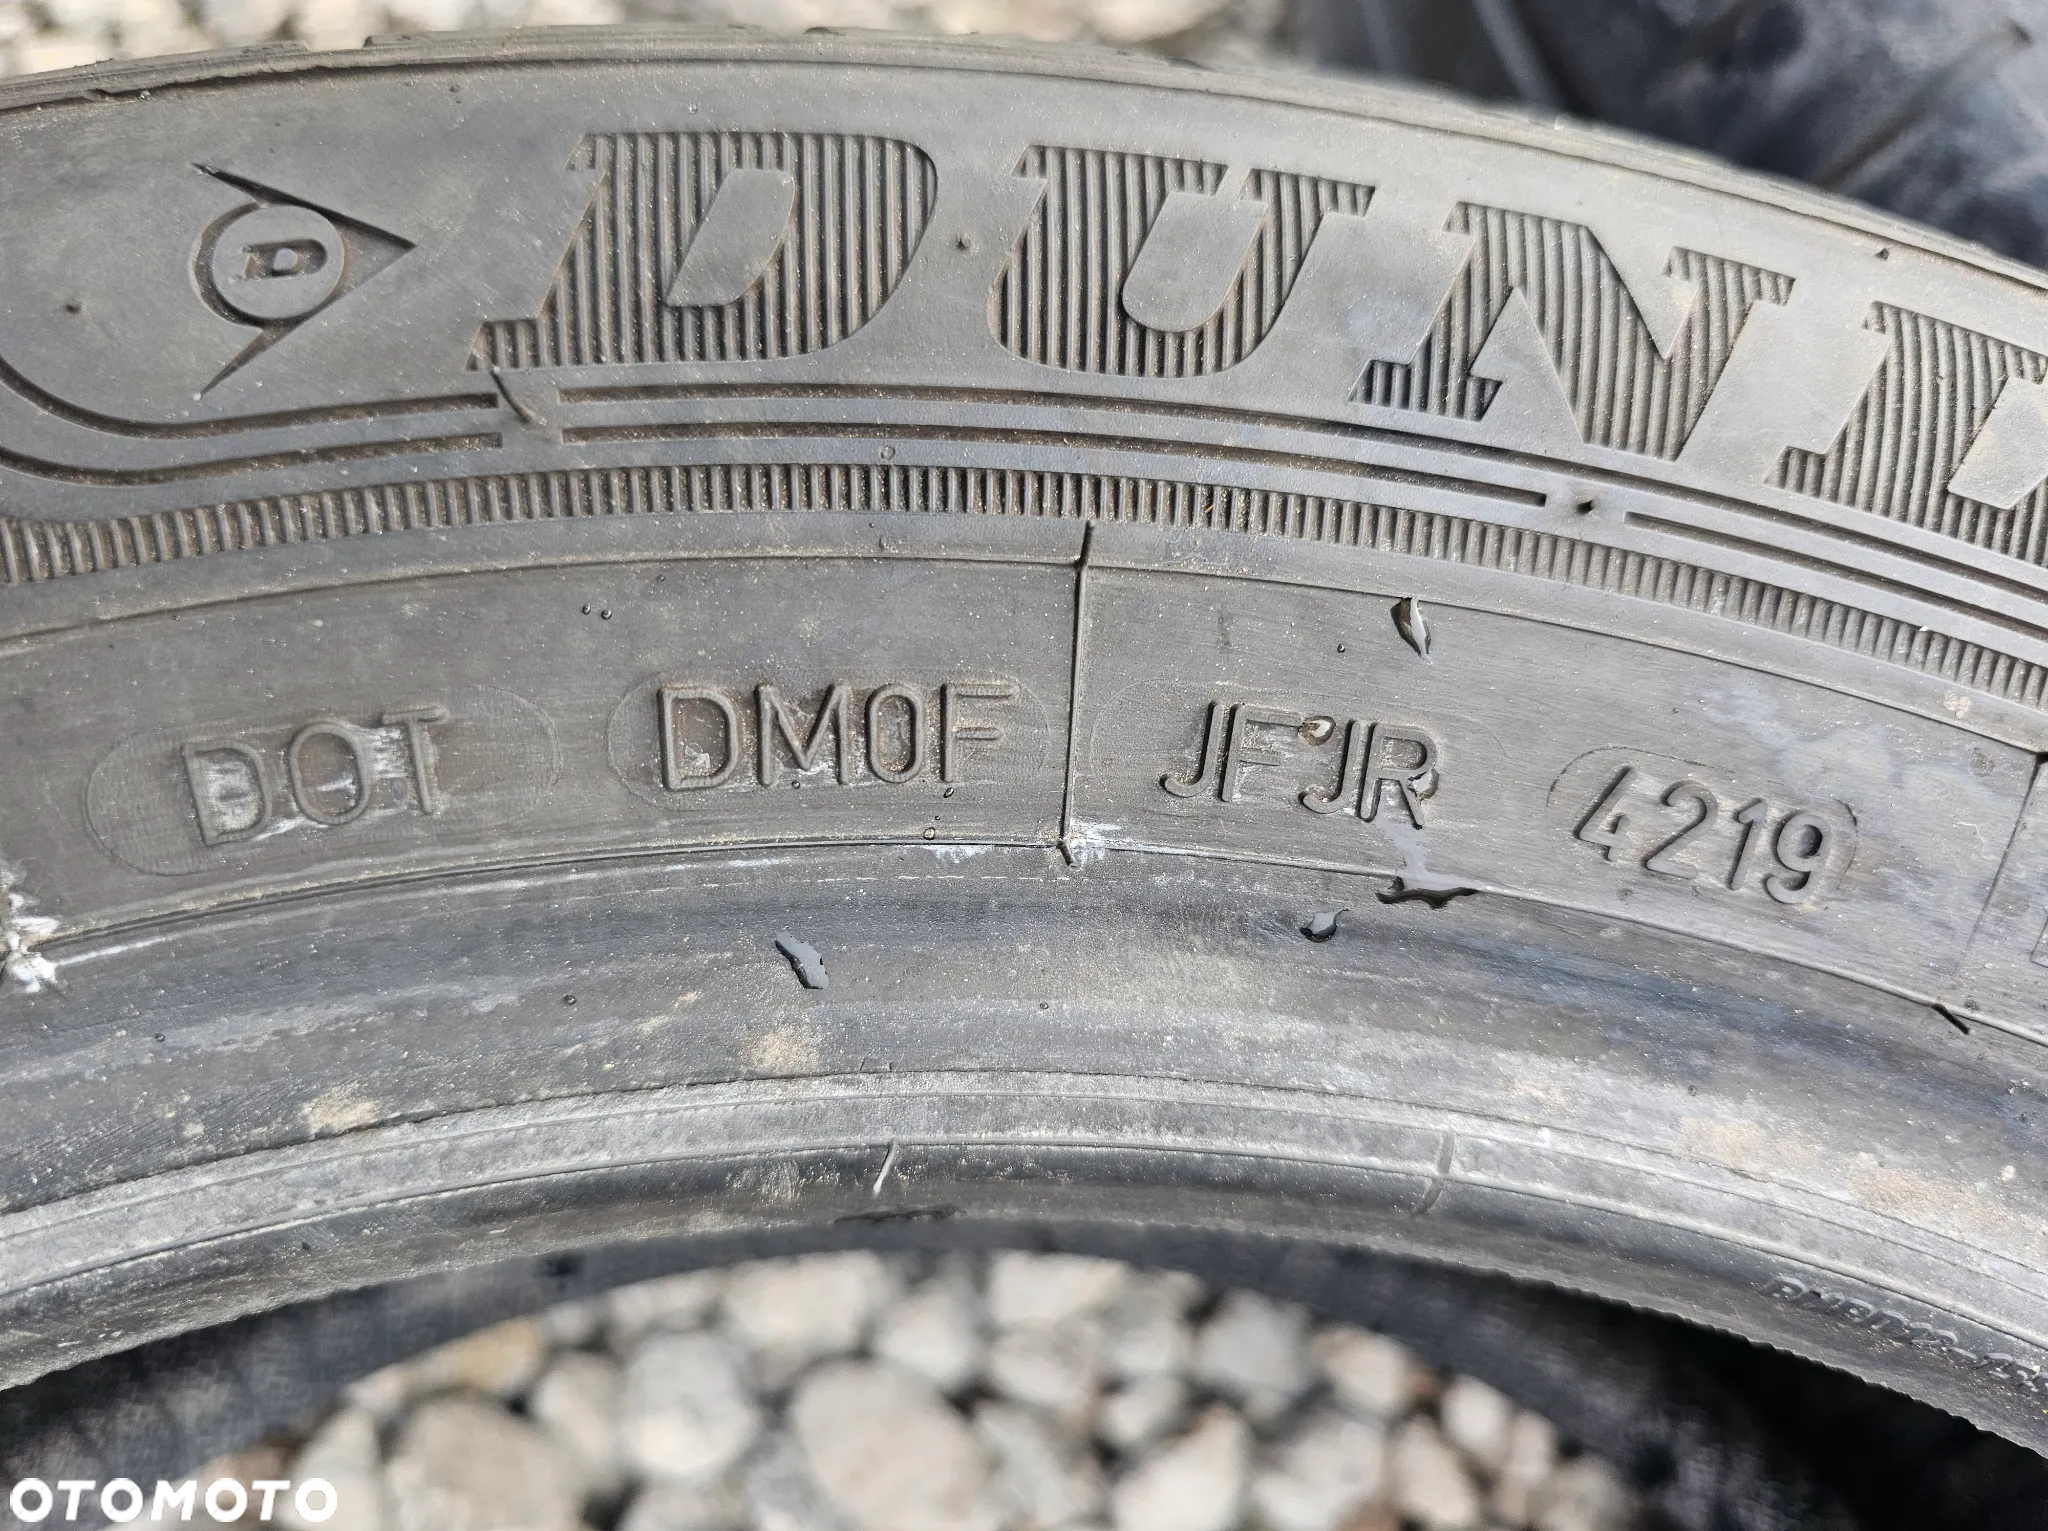 D DUNL
DOT DM0F JFJR 4219
OTOMOTO